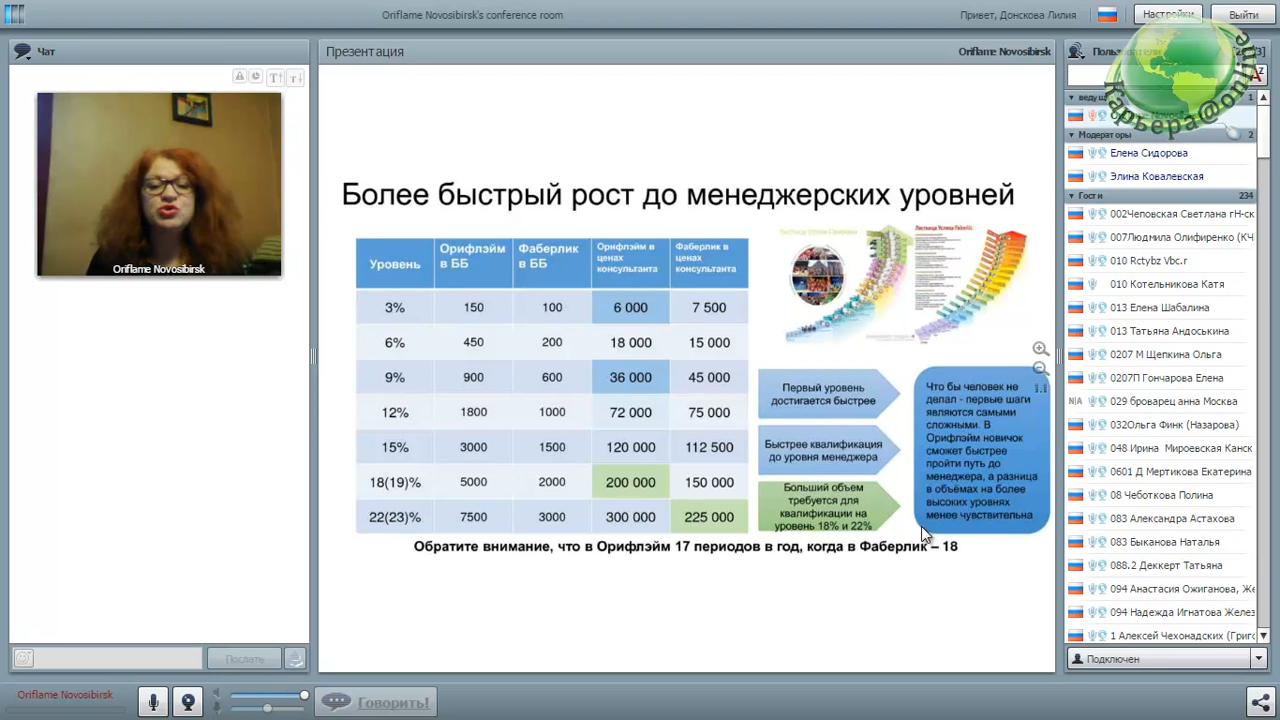 Oriflame Novosibirsk's conference room
Привет, Донскова Лилия
Настройки
Выйти
Чат
Презентация
Oriflame Novosibirsk
Карьера@online
Oriflame Novosibirsk
Более быстрый рост до менеджерских уровней
Уровень Орифлэйм в ББ Фаберлик в ББ Орифлэйм в ценах консультанта Фаберлик в ценах консультанта
3% 150 100 6 000 7 500
6% 450 200 18 000 15 000
9% 900 600 36 000 45 000
12% 1800 1000 72 000 75 000
15% 3000 1500 120 000 112 500
18(19)% 5000 2000 200 000 150 000
22(23)% 7500 3000 300 000 225 000
Первый уровень
достигается быстрее
Быстрее квалификация
до уровня менеджера
Больший объем
требуется для
квалификации на
уровень 18% и 22%
Что бы человек не
делал - первые шаги
являются самыми
сложными. В
Орифлэйм новичок
сможет быстрее
пройти путь до
менеджера, а разница
в объёмах на более
высоких уровнях
менее чувствительна
1:1
Обратите внимание, что в Орифлэйм 17 периодов в год, когда в Фаберлик – 18
ведущ 1
Модераторы 2
Елена Сидорова
Элина Ковалевская
Гости 234
002Чеповская Светлана гН-ск
007Людмила Олифиренко (КЧ
010 Rctybz Vbc.r
010 Котельникова Катя
013 Елена Шабалина
013 Татьяна Андоськина
0207 М Щепкина Ольга
0207П Гончарова Елена
N/A 029 броварец анна Москва
032Ольга Финк (Назарова)
048 Ирина Мироевская Канск
0601 Д Мертикова Екатерина
08 Чеботкова Полина
083 Александра Астахова
083 Быканова Наталья
088.2 Деккерт Татьяна
094 Анастасия Ожиганова, Же
094 Надежда Игнатова Желез
1 Алексей Чехонадских (Григо
Подключен
Послать
Oriflame Novosibirsk
Говорить!